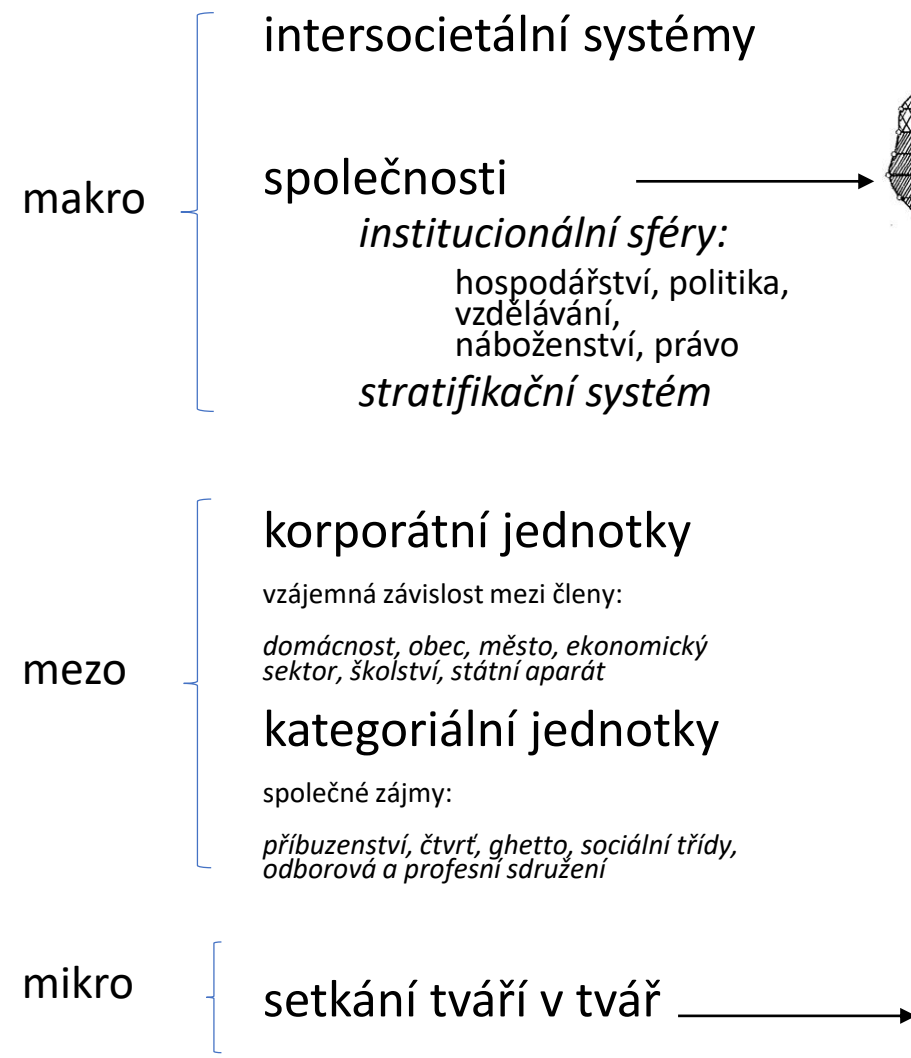 intersocietální systémy
makro
společnosti
institucionální sféry:
hospodářství, politika,
vzdělávání,
náboženství, právo
stratifikační systém
mezo
korporátní jednotky
vzájemná závislost mezi členy:
domácnost, obec, město, ekonomický
sektor, školství, státní aparát
kategoriální jednotky
společné zájmy:
příbuzenství, čtvrť, ghetto, sociální třídy,
odborová a profesní sdružení
mikro
setkání tváří v tvář